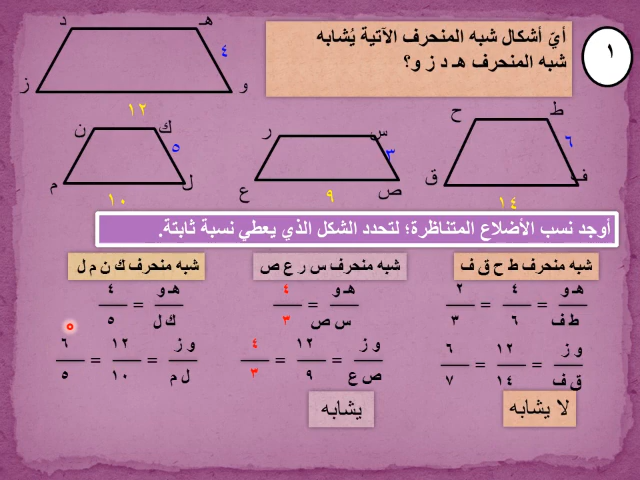 ١
أيّ أشكال شبه المنحرف الآتية يُشابه
شبه المنحرف هـ د ز و؟
د هـ
٤
ز و
١٢
ن ك
٥
م ل
١٠
ر س
٣
ع ص
٩
ح ط
٦
ق ف
١٤
أوجد نسب الأضلاع المتناظرة؛ لتحدد الشكل الذي يعطي نسبة ثابتة.
شبه منحرف ط ح ق ف
هـ و / ط ف = ٤ / ٦ = ٢ / ٣
و ز / ق ف = ١٢ / ١٤ = ٦ / ٧
لا يشابه
شبه منحرف س ر ع ص
هـ و / س ص = ٤ / ٣
و ز / ص ع = ١٢ / ٩ = ٤ / ٣
يشابه
شبه منحرف ك ن م ل
هـ و / ك ل = ٤ / ٥
و ز / ل م = ١٢ / ١٠ = ٦ / ٥